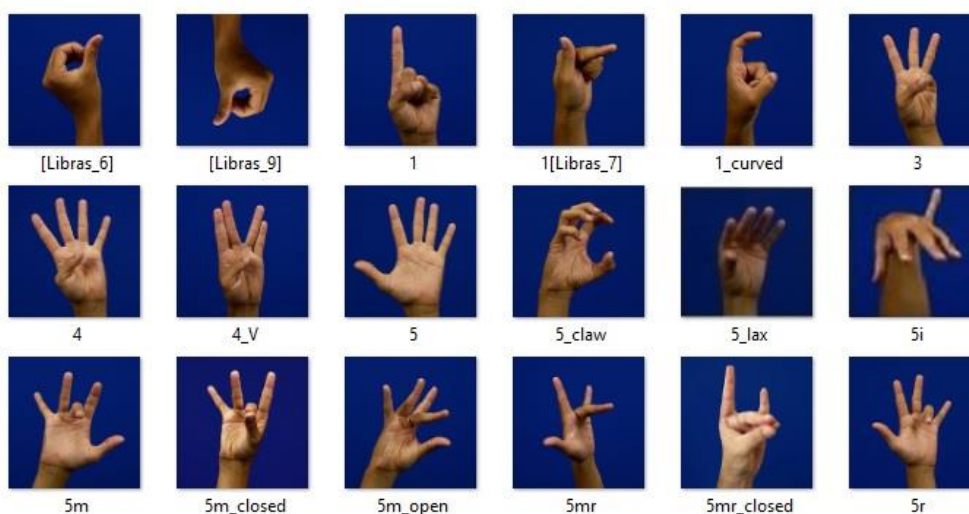 [Libras_6] [Libras_9] 1 1[Libras_7] 1_curved 3
4 4_V 5 5_claw 5_lax 5i
5m 5m_closed 5m_open 5mr 5mr_closed 5r